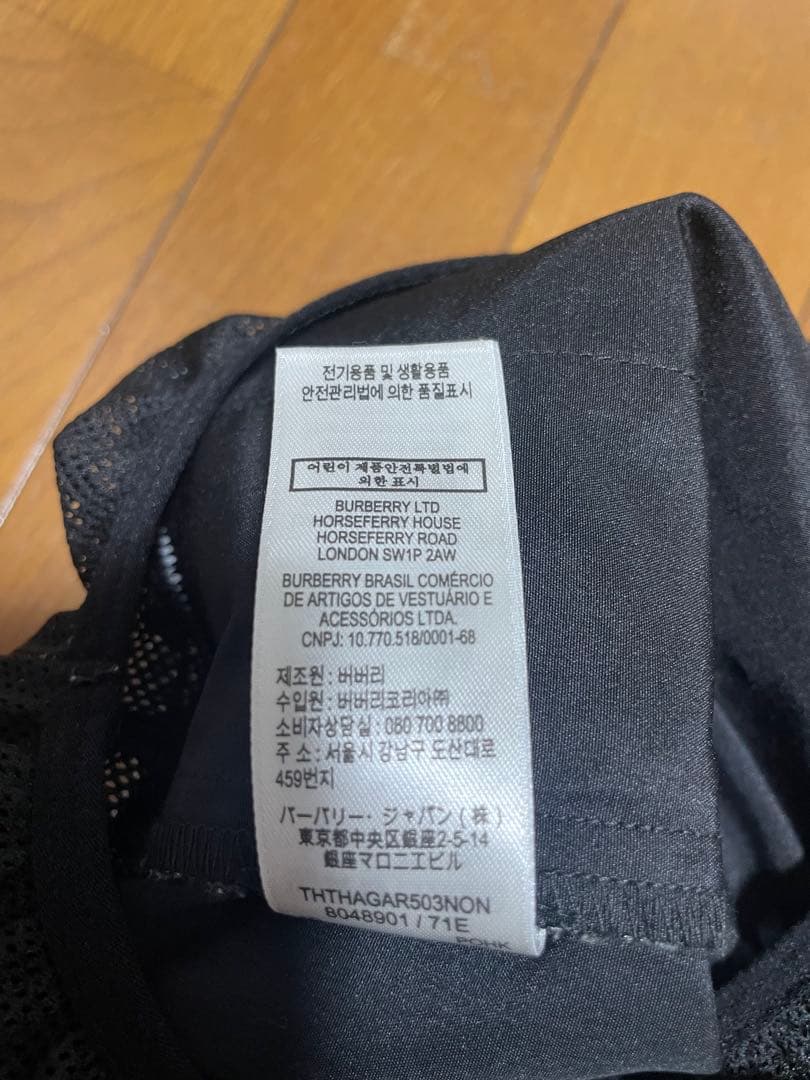 전기용품 및 생활용품
안전관리법에 의한 품질표시
어린이 제품안전특별법에
의한 표시
BURBERRY LTD
HORSEFERRY HOUSE
HORSEFERRY ROAD
LONDON SW1P 2AW
BURBERRY BRASIL COMÉRCIO
DE ARTIGOS DE VESTUÁRIO E
ACESSÓRIOS LTDA.
CNPJ: 10.770.518/0001-68
제조원 : 버버리
수입원 : 버버리코리아㈜
소비자상담실 : 080 700 8800
주 소 : 서울시 강남구 도산대로
459번지
バーバリー・ジャパン(株)
東京都中央区銀座2-5-14
銀座マロニエビル
THTHAGAR503NON
8048901 / 71E